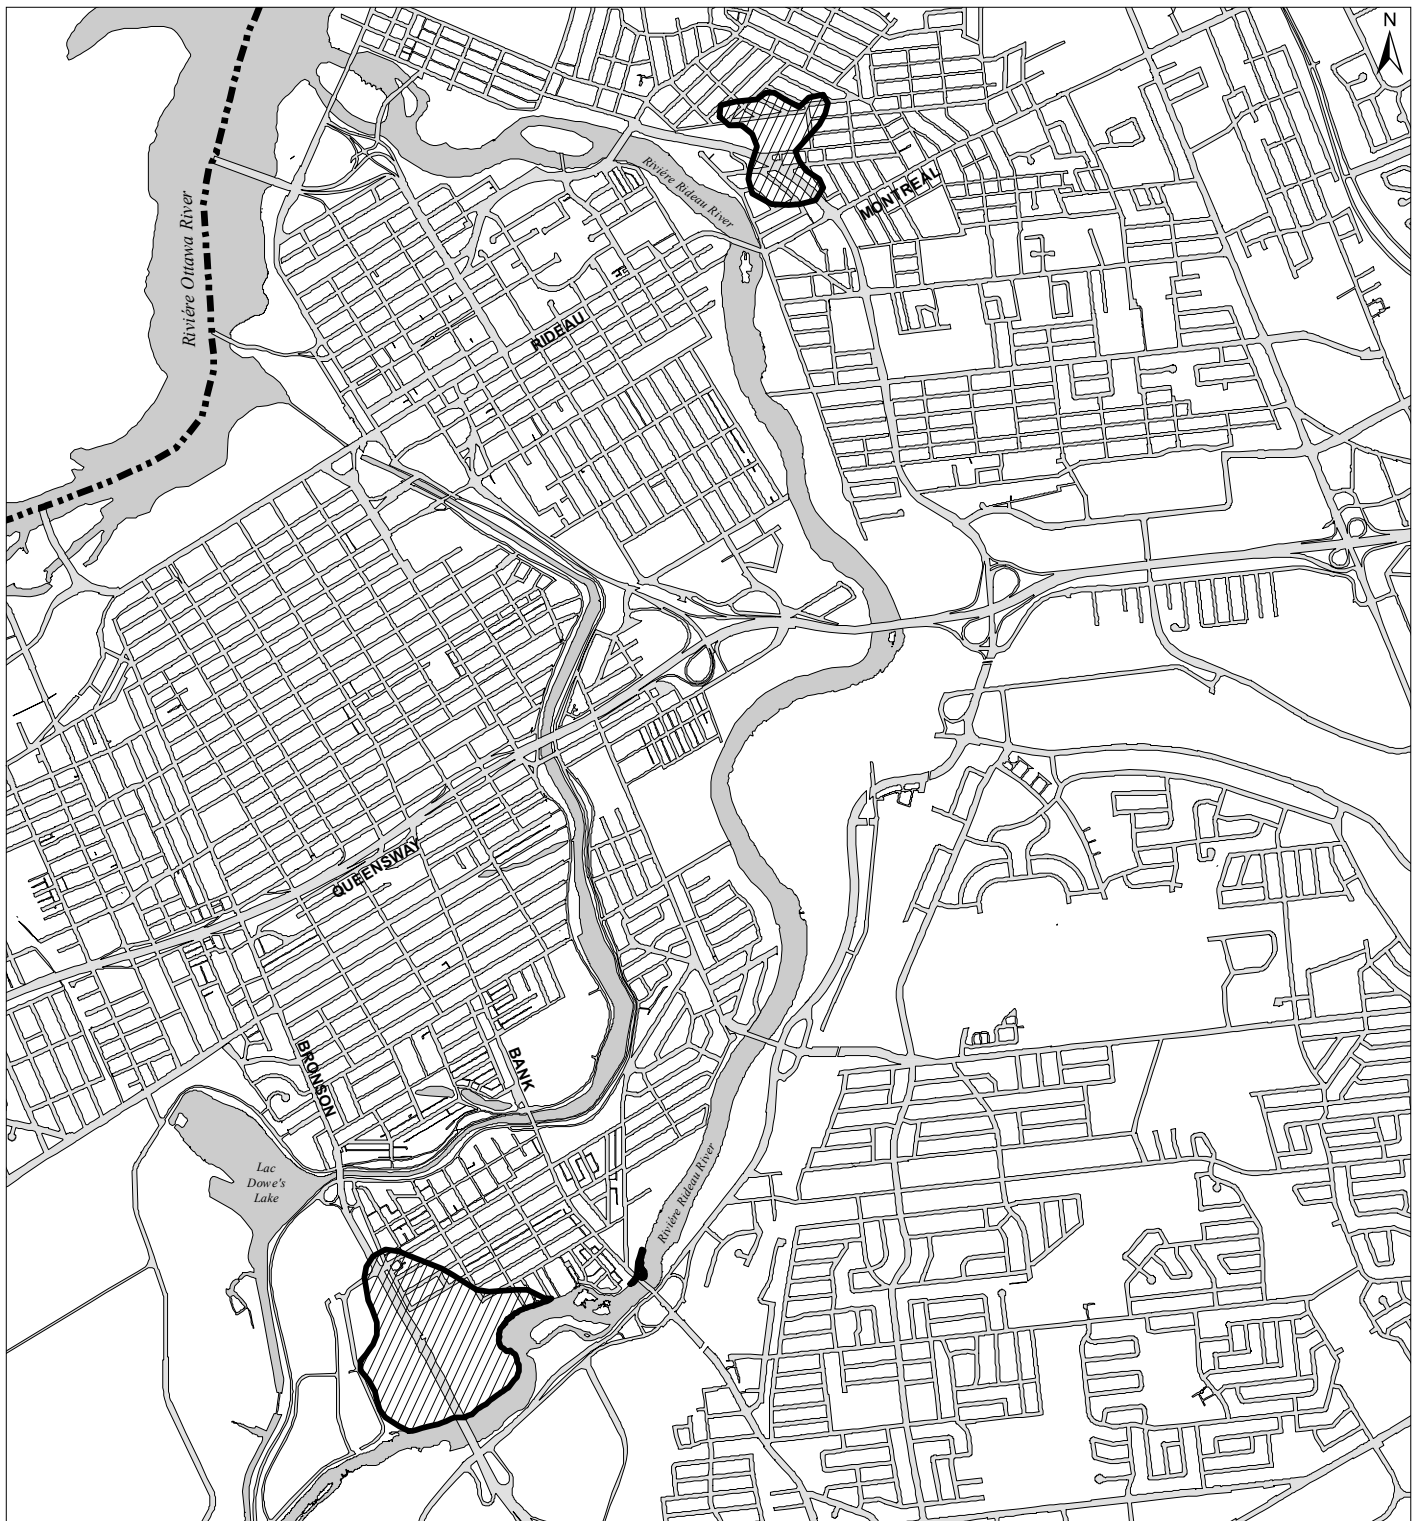 N
Rivière Rideau River
MONTREAL
Rivière Ottawa River
RIDEAU
QUEENSWAY
BRONSON
BANK
Lac
Dowe's
Lake
Rivière Rideau River